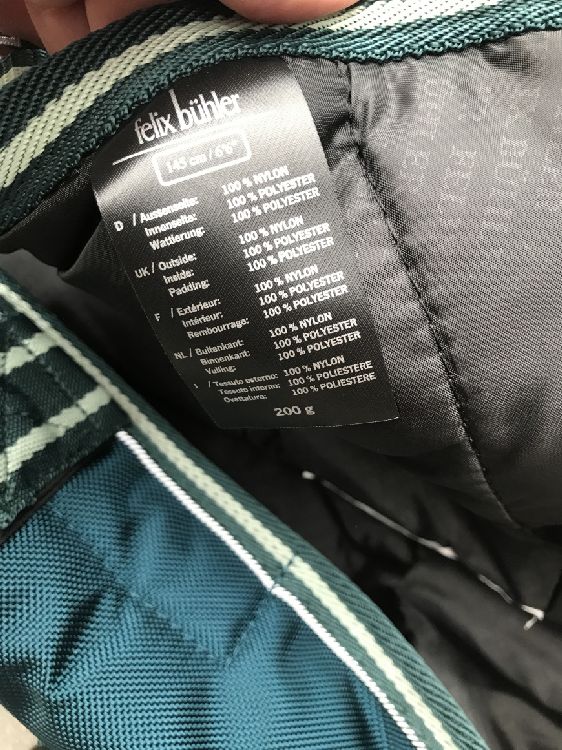 felix bühler
145 cm / 6'6"
D / Aussenseite: 100 % NYLON
Innenseite: 100 % POLYESTER
Wattierung: 100 % POLYESTER
UK / Outside: 100 % NYLON
Inside: 100 % POLYESTER
Padding: 100 % POLYESTER
F / Extérieur: 100 % NYLON
Intérieur: 100 % POLYESTER
Rembourrage: 100 % POLYESTER
NL / Buitenkant: 100 % NYLON
Binnenkant: 100 % POLYESTER
Vulling: 100 % POLYESTER
I / Tessuto esterno: 100 % NYLON
Tessuto interno: 100 % POLIESTERE
Ovattatura: 100 % POLIESTERE
200 g